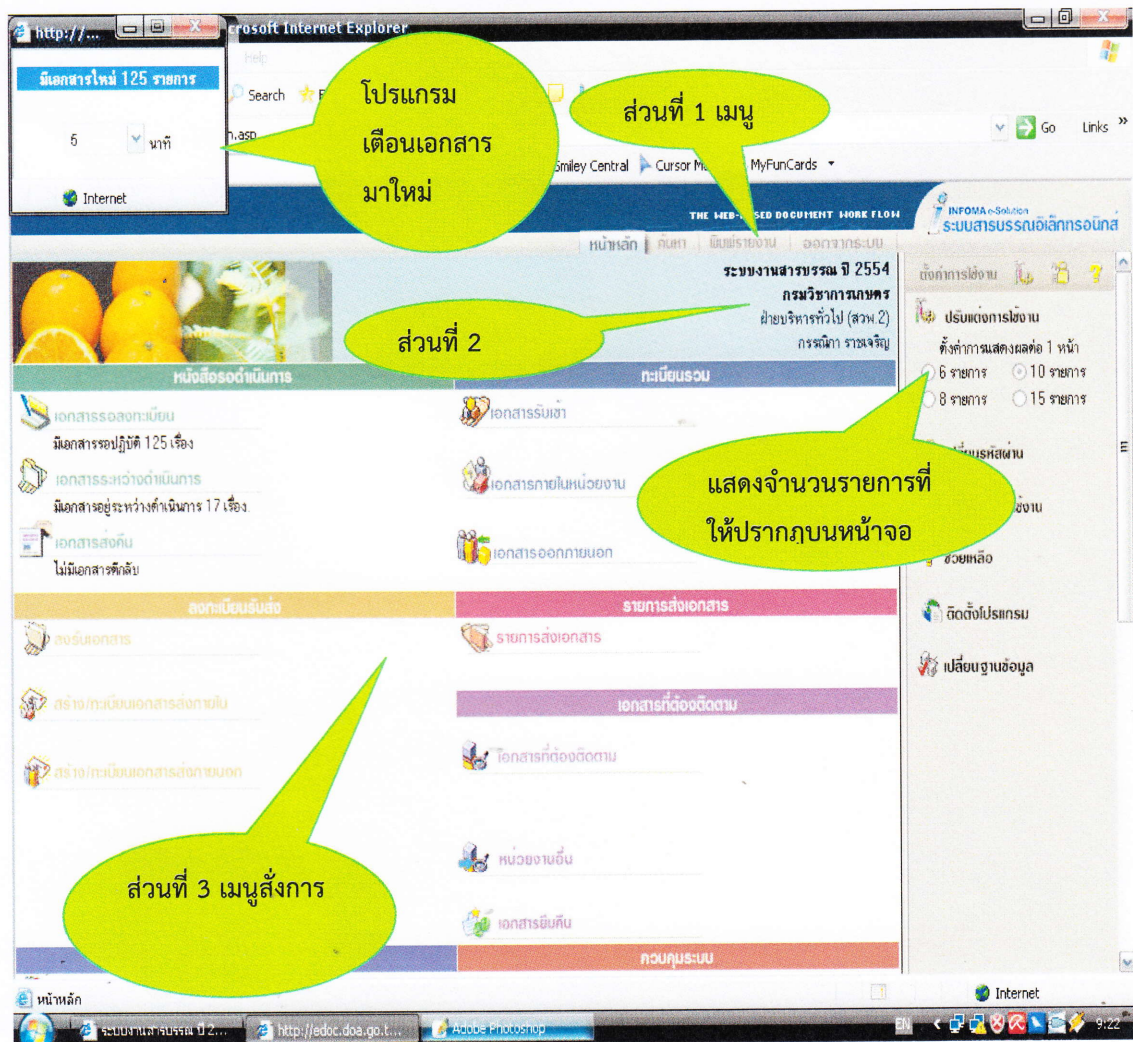 http://...
crosoft Internet Explorer
Help
มีเอกสารใหม่ 125 รายการ
5 นาที
Internet
Search
โปรแกรม
เตือนเอกสาร
มาใหม่
ส่วนที่ 1 เมนู
n.asp
Go Links »
Smiley Central
MyFunCards
THE WEB-BASED DOCUMENT WORK FLOW
INFOMA e-Solution
ระบบสารบรรณอิเล็กทรอนิกส์
หน้าหลัก ค้นหา พิมพ์รายงาน ออกจากระบบ
ระบบงานสารบรรณ ปี 2554
กรมวิชาการเกษตร
ฝ่ายบริหารทั่วไป (สวพ.2)
กรรณิกา ราชเจริญ
ส่วนที่ 2
ตั้งค่าการใช้งาน
ปรับแต่งการใช้งาน
ตั้งค่าการแสดงผลต่อ 1 หน้า
6 รายการ 10 รายการ
8 รายการ 15 รายการ
เปลี่ยนรหัสผ่าน
ช่วยเหลือ
ติดตั้งโปรแกรม
เปลี่ยนฐานข้อมูล
แสดงจำนวนรายการที่
ให้ปรากฏบนหน้าจอ
หนังสือรอดำเนินการ
เอกสารรอลงทะเบียน
มีเอกสารรอปฏิบัติ 125 เรื่อง
เอกสารระหว่างดำเนินการ
มีเอกสารอยู่ระหว่างดำเนินการ 17 เรื่อง
เอกสารส่งคืน
ไม่มีเอกสารตีกลับ
ทะเบียนรวม
เอกสารรับเข้า
เอกสารภายในหน่วยงาน
เอกสารออกภายนอก
ลงทะเบียนรับส่ง
ลงรับเอกสาร
สร้าง/ทะเบียนเอกสารส่งภายใน
สร้าง/ทะเบียนเอกสารส่งภายนอก
รายการส่งเอกสาร
รายการส่งเอกสาร
เอกสารที่ต้องติดตาม
เอกสารที่ต้องติดตาม
หน่วยงานอื่น
เอกสารยืมคืน
ส่วนที่ 3 เมนูสั่งการ
ควบคุมระบบ
หน้าหลัก
Internet
ระบบงานสารบรรณ ปี 2...
http://edoc.doa.go.t...
Adobe Photoshop
EN
9:22